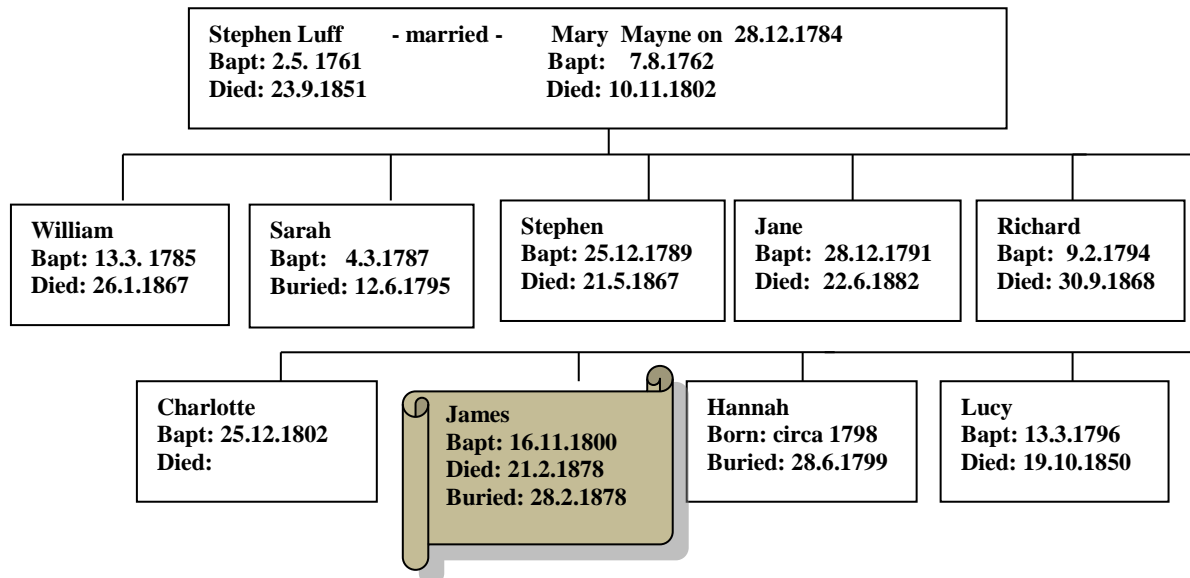 Stephen Luff - married - Mary Mayne on 28.12.1784
Bapt: 2.5. 1761 Bapt: 7.8.1762
Died: 23.9.1851 Died: 10.11.1802
William
Bapt: 13.3. 1785
Died: 26.1.1867
Sarah
Bapt: 4.3.1787
Buried: 12.6.1795
Stephen
Bapt: 25.12.1789
Died: 21.5.1867
Jane
Bapt: 28.12.1791
Died: 22.6.1882
Richard
Bapt: 9.2.1794
Died: 30.9.1868
Charlotte
Bapt: 25.12.1802
Died:
James
Bapt: 16.11.1800
Died: 21.2.1878
Buried: 28.2.1878
Hannah
Born: circa 1798
Buried: 28.6.1799
Lucy
Bapt: 13.3.1796
Died: 19.10.1850